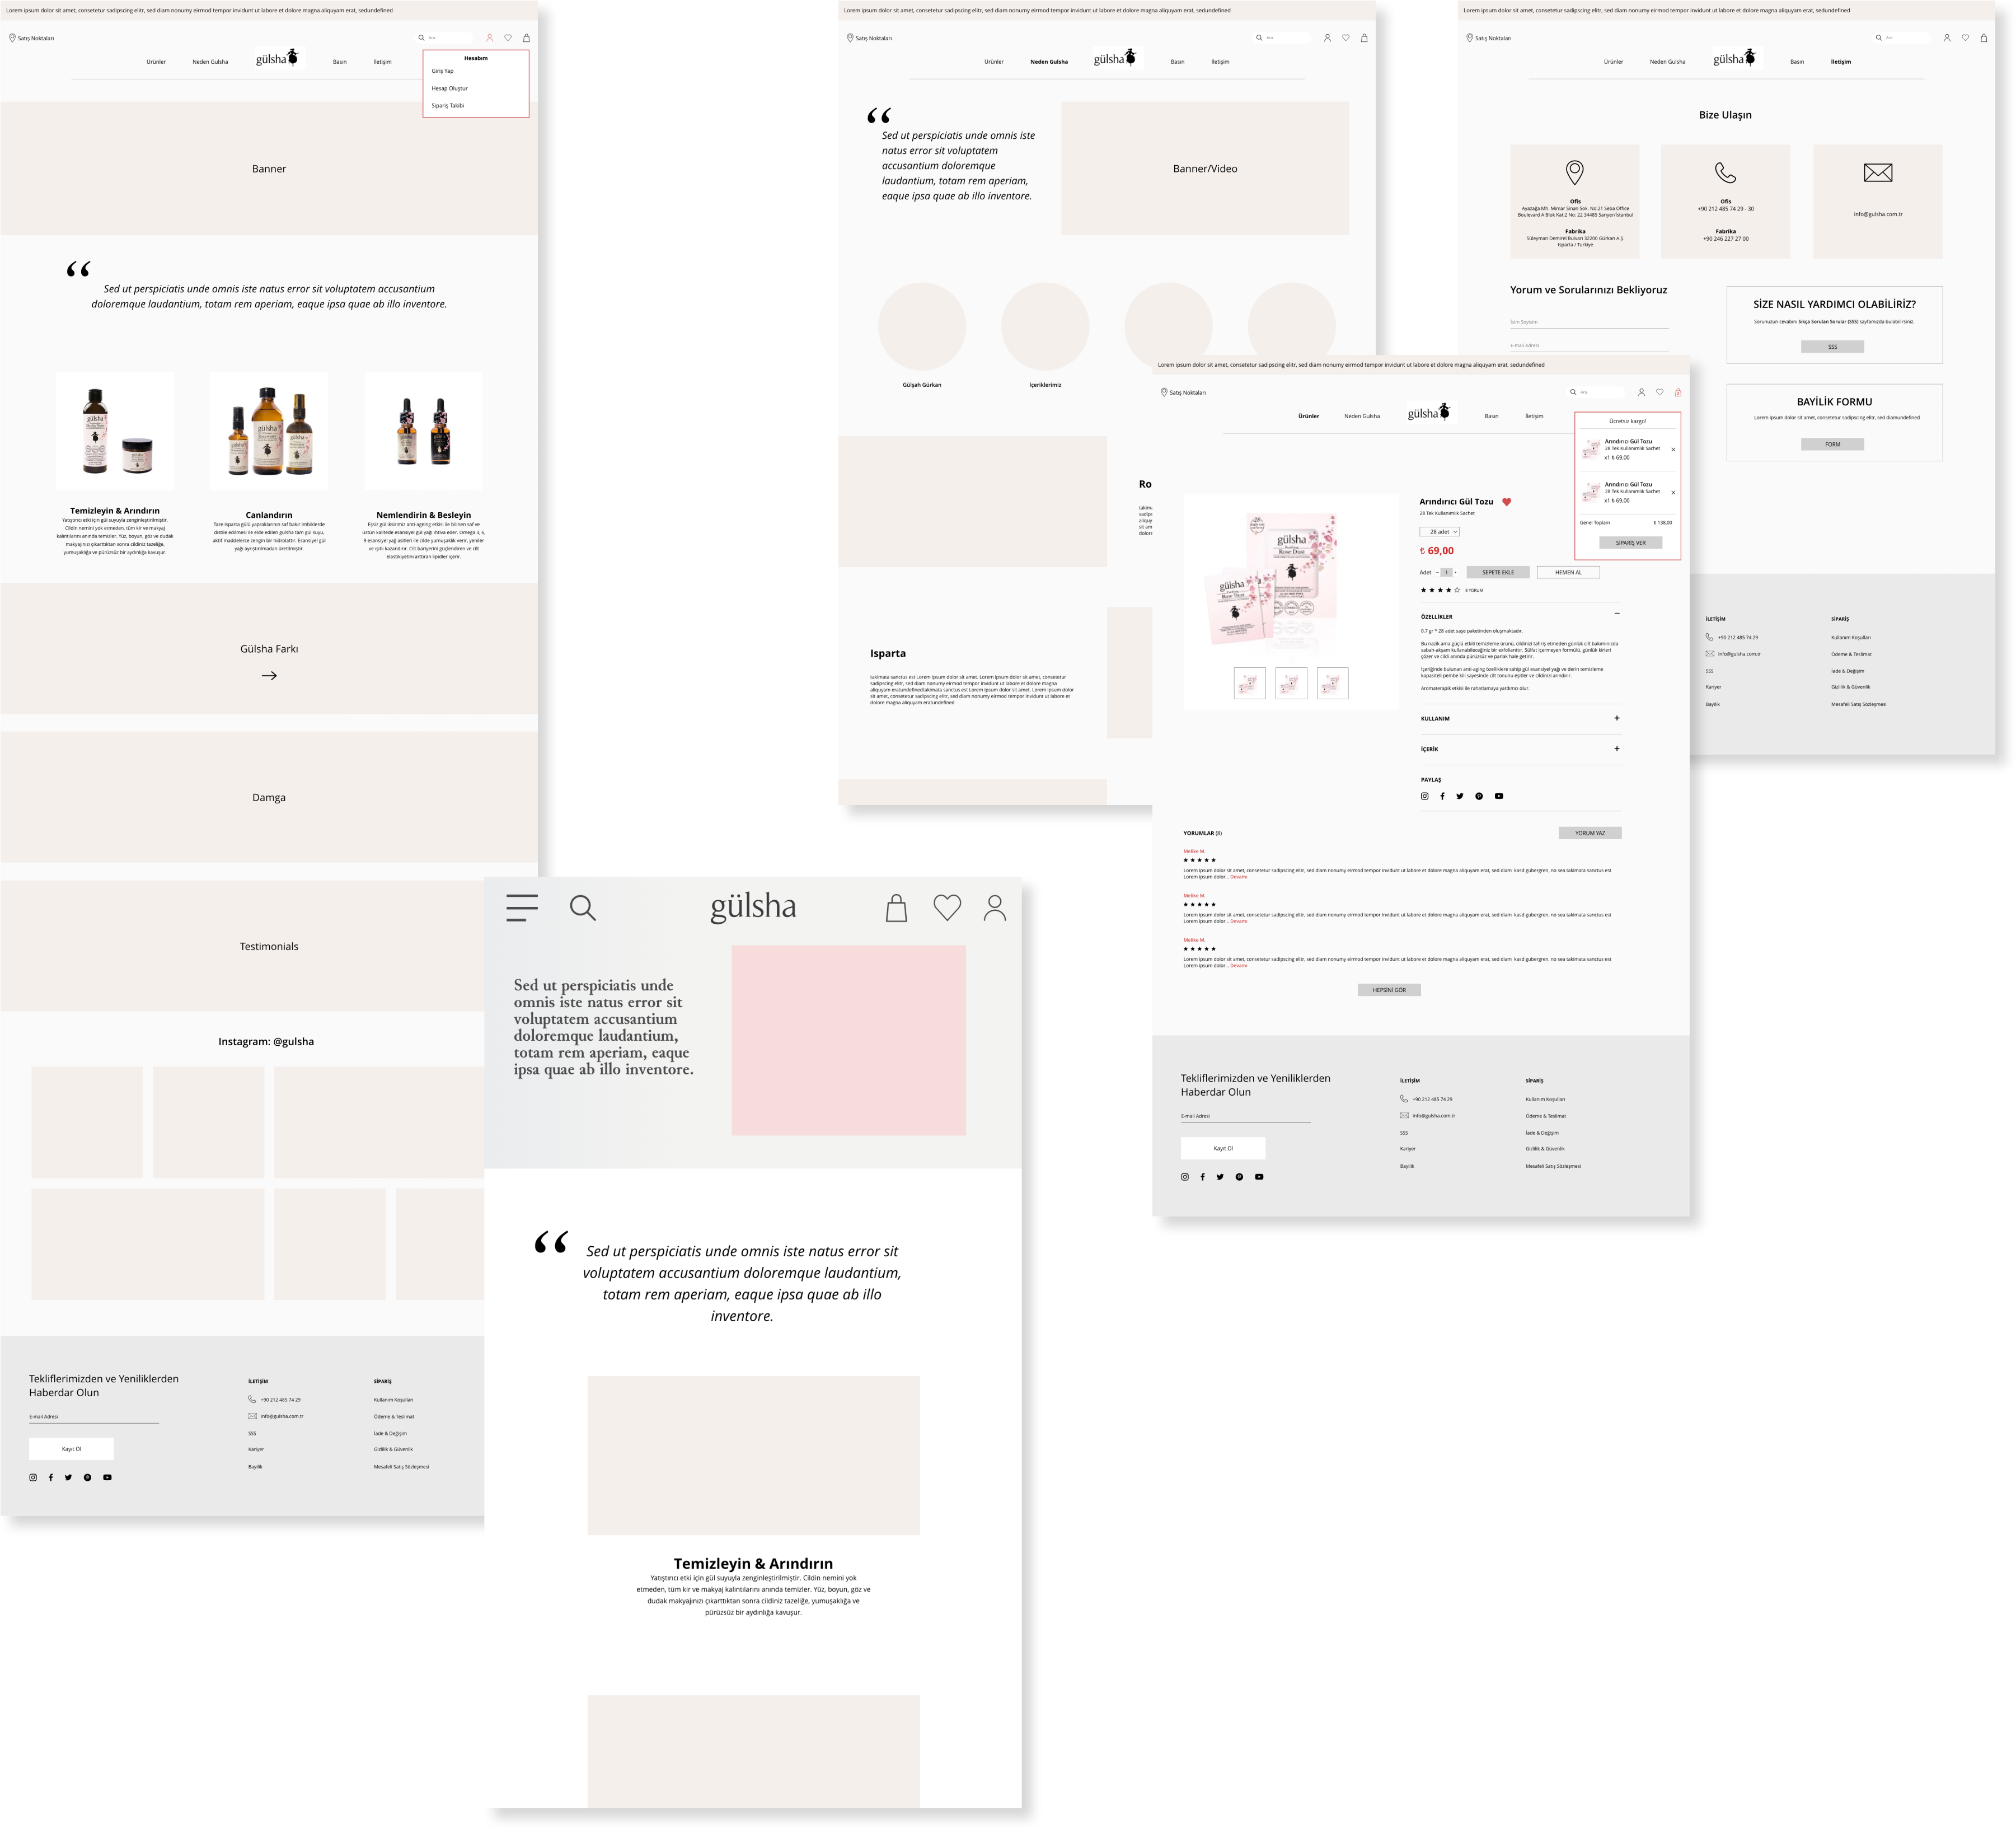 Lorem ipsum dolor sit amet, consetetur sadipscing elitr, sed diam nonumy eirmod tempor invidunt ut labore et dolore magna aliquyam erat, sedundefined
Satış Noktaları
Ara
Ürünler
Neden Gulsha
gülsha
Basın
İletişim
Hesabım
Giriş Yap
Hesap Oluştur
Sipariş Takibi
Banner
“
Sed ut perspiciatis unde omnis iste natus error sit voluptatem accusantium
doloremque laudantium, totam rem aperiam, eaque ipsa quae ab illo inventore.
gülsha
gülsha
gülsha
Temizleyin & Arındırın
Yatıştırıcı etki için gül suyuyla zenginleştirilmiştir.
Cildin nemini yok etmeden, tüm kir ve makyaj
kalıntılarını anında temizler. Yüz, boyun, göz ve dudak
makyajınızı çıkarttıktan sonra cildiniz tazeliğe,
yumuşaklığa ve pürüzsüz bir aydınlığa kavuşur.
Canlandırın
Taze Isparta gülü yapraklarının saf bakır imbiklerde
distile edilmesi ile elde edilen gülsha tam gül suyu,
aktif maddelerce zengin bir hidrolattır. Esansiyel gül
yağı ayrıştırılmadan üretilmiştir.
Nemlendirin & Besleyin
Eşsiz gül iksirimiz anti-ageing etkisi ile bilinen saf ve
üstün kalitede esansiyel gül yağı ihtiva eder. Omega 3, 6,
9 esansiyel yağ asitleri ile cilde yumuşaklık verir, yeniler
ve ışıltı kazandırır. Cilt bariyerini güçlendiren ve cilt
elastikiyetini artıran lipidler içerir.
Gülsha Farkı
Damga
Testimonials
Instagram: @gulsha
Tekliflerimizden ve Yeniliklerden
Haberdar Olun
E-mail Adresi
Kayıt Ol
İLETİŞİM
+90 212 485 74 29
info@gulsha.com.tr
SSS
Kariyer
Bayilik
SİPARİŞ
Kullanım Koşulları
Ödeme & Teslimat
İade & Değişim
Gizlilik & Güvenlik
Mesafeli Satış Sözleşmesi
gülsha
Sed ut perspiciatis unde
omnis iste natus error sit
voluptatem accusantium
doloremque laudantium,
totam rem aperiam, eaque
ipsa quae ab illo inventore.
“
Sed ut perspiciatis unde omnis iste natus error sit
voluptatem accusantium doloremque laudantium,
totam rem aperiam, eaque ipsa quae ab illo
inventore.
Temizleyin & Arındırın
Yatıştırıcı etki için gül suyuyla zenginleştirilmiştir. Cildin nemini yok
etmeden, tüm kir ve makyaj kalıntılarını anında temizler. Yüz, boyun, göz ve
dudak makyajınızı çıkarttıktan sonra cildiniz tazeliğe, yumuşaklığa ve
pürüzsüz bir aydınlığa kavuşur.
Lorem ipsum dolor sit amet, consetetur sadipscing elitr, sed diam nonumy eirmod tempor invidunt ut labore et dolore magna aliquyam erat, sedundefined
Satış Noktaları
Ara
Ürünler
Neden Gulsha
gülsha
Basın
İletişim
“
Sed ut perspiciatis unde omnis iste
natus error sit voluptatem
accusantium doloremque
laudantium, totam rem aperiam,
eaque ipsa quae ab illo inventore.
Banner/Video
Gülşah Gürkan
İçeriklerimiz
Ro
takima
sadips
aliquy
sit am
dolore
Isparta
takimata sanctus est Lorem ipsum dolor sit amet. Lorem ipsum dolor sit amet, consetetur
sadipscing elitr, sed diam nonumy eirmod tempor invidunt ut labore et dolore magna
aliquyam eratundefinedtakimata sanctus est Lorem ipsum dolor sit amet. Lorem ipsum dolor
sit amet, consetetur sadipscing elitr, sed diam nonumy eirmod tempor invidunt ut labore et
dolore magna aliquyam eratundefined
Lorem ipsum dolor sit amet, consetetur sadipscing elitr, sed diam nonumy eirmod tempor invidunt ut labore et dolore magna aliquyam erat, sedundefined
Satış Noktaları
Ara
Ürünler
Neden Gulsha
gülsha
Basın
İletişim
Bize Ulaşın
Ofis
Ayazağa Mh. Mimar Sinan Sok. No:21 Seba Office
Boulevard A Blok Kat:2 No: 22 34485 Sarıyer/İstanbul
Fabrika
Süleyman Demirel Bulvarı 32200 Gürkan A.Ş.
Isparta / Turkiye
Ofis
+90 212 485 74 29 - 30
Fabrika
+90 246 227 27 00
info@gulsha.com.tr
Yorum ve Sorularınızı Bekliyoruz
İsim Soyisim
E-mail Adresi
SİZE NASIL YARDIMCI OLABİLİRİZ?
Sorunuzun cevabını Sıkça Sorulan Sorular (SSS) sayfamızda bulabilirsiniz.
SSS
BAYİLİK FORMU
Lorem ipsum dolor sit amet, consetetur sadipscing elitr, sed diamundefined
FORM
İLETİŞİM
+90 212 485 74 29
info@gulsha.com.tr
SSS
Kariyer
Bayilik
SİPARİŞ
Kullanım Koşulları
Ödeme & Teslimat
İade & Değişim
Gizlilik & Güvenlik
Mesafeli Satış Sözleşmesi
Lorem ipsum dolor sit amet, consetetur sadipscing elitr, sed diam nonumy eirmod tempor invidunt ut labore et dolore magna aliquyam erat, sedundefined
Satış Noktaları
Ara
Ürünler
Neden Gulsha
gülsha
Basın
İletişim
Ücretsiz kargo!
Arındırıcı Gül Tozu
28 Tek Kullanımlık Sachet
x1 ₺ 69,00
Arındırıcı Gül Tozu
28 Tek Kullanımlık Sachet
x1 ₺ 69,00
Genel Toplam ₺ 138,00
SİPARİŞ VER
gülsha
Rose Dust
gülsha
Rose Dust
Arındırıcı Gül Tozu
28 Tek Kullanımlık Sachet
28 adet
₺ 69,00
Adet - 1 +
SEPETE EKLE
HEMEN AL
8 YORUM
ÖZELLİKLER
0.7 gr * 28 adet saşe paketinden oluşmaktadır.
Bu nazik ama güçlü etkili temizleme ürünü, cildinizi tahriş etmeden günlük cilt bakımınızda
sabah-akşam kullanabileceğiniz bir exfoliantır. Sülfat içermeyen formülü, günlük kirleri
çözer ve cildi anında pürüzsüz ve parlak hale getirir.
İçeriğinde bulunan anti-aging özelliklere sahip gül esansiyel yağı ve derin temizleme
kapasiteli pembe kili sayesinde cilt tonunu eşitler ve cildinizi arındırır.
Aromaterapik etkisi ile rahatlamaya yardımcı olur.
KULLANIM
İÇERİK
PAYLAŞ
YORUMLAR (8)
YORUM YAZ
Melike M.
Lorem ipsum dolor sit amet, consetetur sadipscing elitr, sed diam nonumy eirmod tempor invidunt ut labore et dolore magna aliquyam erat, sed diam kasd gubergren, no sea takimata sanctus est
Lorem ipsum dolor... Devamı
Melike M.
Lorem ipsum dolor sit amet, consetetur sadipscing elitr, sed diam nonumy eirmod tempor invidunt ut labore et dolore magna aliquyam erat, sed diam kasd gubergren, no sea takimata sanctus est
Lorem ipsum dolor... Devamı
Melike M.
Lorem ipsum dolor sit amet, consetetur sadipscing elitr, sed diam nonumy eirmod tempor invidunt ut labore et dolore magna aliquyam erat, sed diam kasd gubergren, no sea takimata sanctus est
Lorem ipsum dolor... Devamı
HEPSİNİ GÖR
Tekliflerimizden ve Yeniliklerden
Haberdar Olun
E-mail Adresi
Kayıt Ol
İLETİŞİM
+90 212 485 74 29
info@gulsha.com.tr
SSS
Kariyer
Bayilik
SİPARİŞ
Kullanım Koşulları
Ödeme & Teslimat
İade & Değişim
Gizlilik & Güvenlik
Mesafeli Satış Sözleşmesi